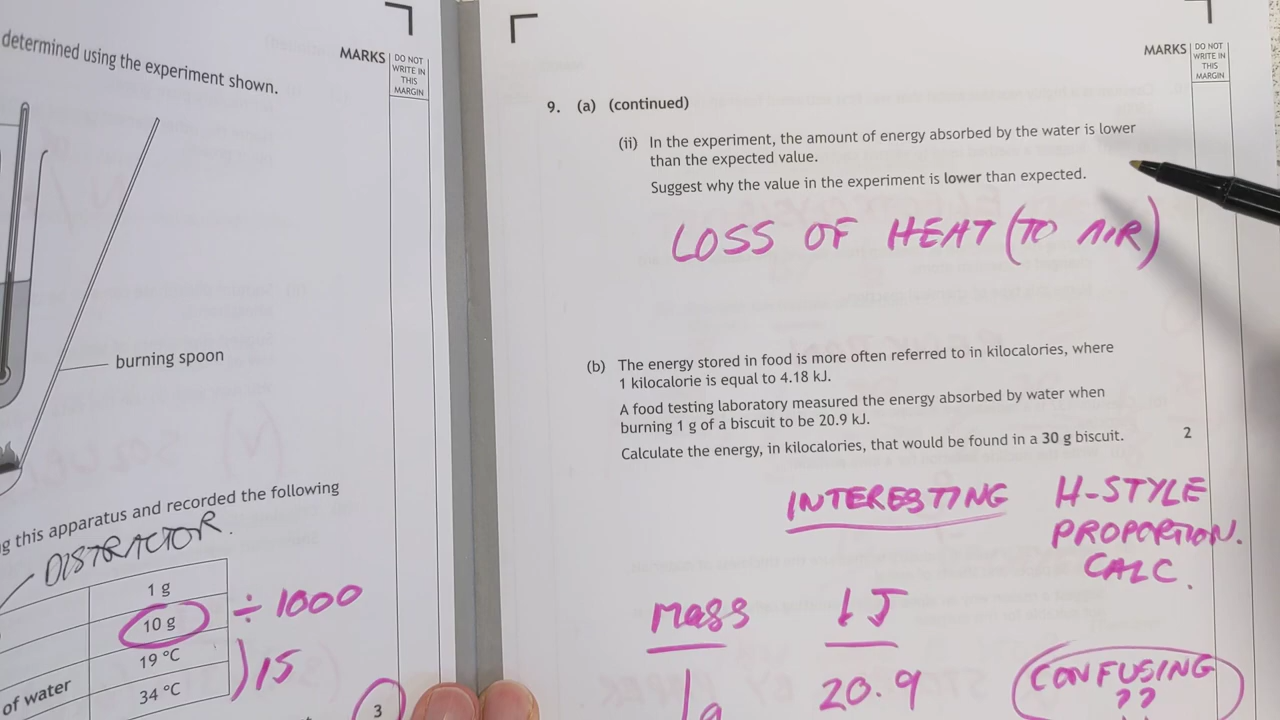 determined using the experiment shown.
MARKS
DO NOT
WRITE IN
THIS
MARGIN
burning spoon
g this apparatus and recorded the following
DISTRACTOR.
1 g
10 g
÷ 1000
19 °C
)15
of water
34 °C
3
MARKS
DO NOT
WRITE IN
THIS
MARGIN
9. (a) (continued)
(ii) In the experiment, the amount of energy absorbed by the water is lower
than the expected value.
Suggest why the value in the experiment is lower than expected.
LOSS OF HEAT (TO AIR)
(b) The energy stored in food is more often referred to in kilocalories, where
1 kilocalorie is equal to 4.18 kJ.
A food testing laboratory measured the energy absorbed by water when
burning 1 g of a biscuit to be 20.9 kJ.
Calculate the energy, in kilocalories, that would be found in a 30 g biscuit.
2
INTERESTING
H-STYLE
PROPORTION.
CALC.
Mass
kJ
1g
20.9
CONFUSING
??